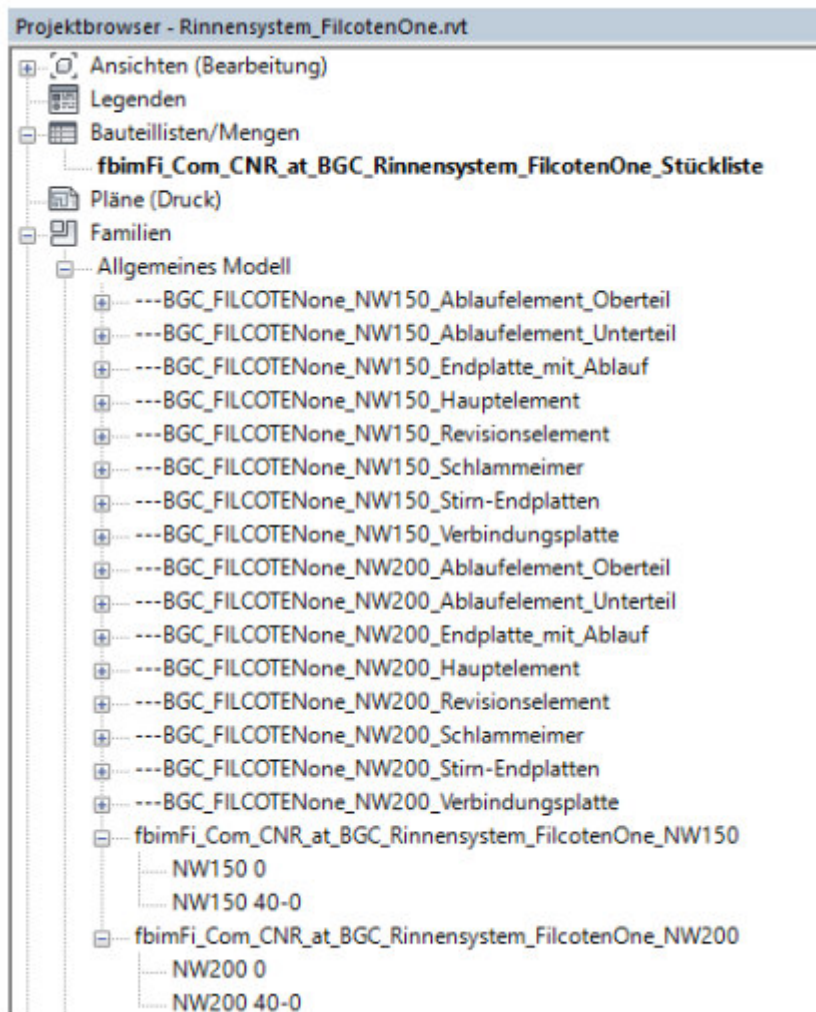 Projektbrowser - Rinnensystem_FilcotenOne.rvt
Ansichten (Bearbeitung)
Legenden
Bauteillisten/Mengen
fbimFi_Com_CNR_at_BGC_Rinnensystem_FilcotenOne_Stückliste
Pläne (Druck)
Familien
Allgemeines Modell
---BGC_FILCOTENone_NW150_Ablaufelement_Oberteil
---BGC_FILCOTENone_NW150_Ablaufelement_Unterteil
---BGC_FILCOTENone_NW150_Endplatte_mit_Ablauf
---BGC_FILCOTENone_NW150_Hauptelement
---BGC_FILCOTENone_NW150_Revisionselement
---BGC_FILCOTENone_NW150_Schlammeimer
---BGC_FILCOTENone_NW150_Stirn-Endplatten
---BGC_FILCOTENone_NW150_Verbindungsplatte
---BGC_FILCOTENone_NW200_Ablaufelement_Oberteil
---BGC_FILCOTENone_NW200_Ablaufelement_Unterteil
---BGC_FILCOTENone_NW200_Endplatte_mit_Ablauf
---BGC_FILCOTENone_NW200_Hauptelement
---BGC_FILCOTENone_NW200_Revisionselement
---BGC_FILCOTENone_NW200_Schlammeimer
---BGC_FILCOTENone_NW200_Stirn-Endplatten
---BGC_FILCOTENone_NW200_Verbindungsplatte
fbimFi_Com_CNR_at_BGC_Rinnensystem_FilcotenOne_NW150
NW150 0
NW150 40-0
fbimFi_Com_CNR_at_BGC_Rinnensystem_FilcotenOne_NW200
NW200 0
NW200 40-0